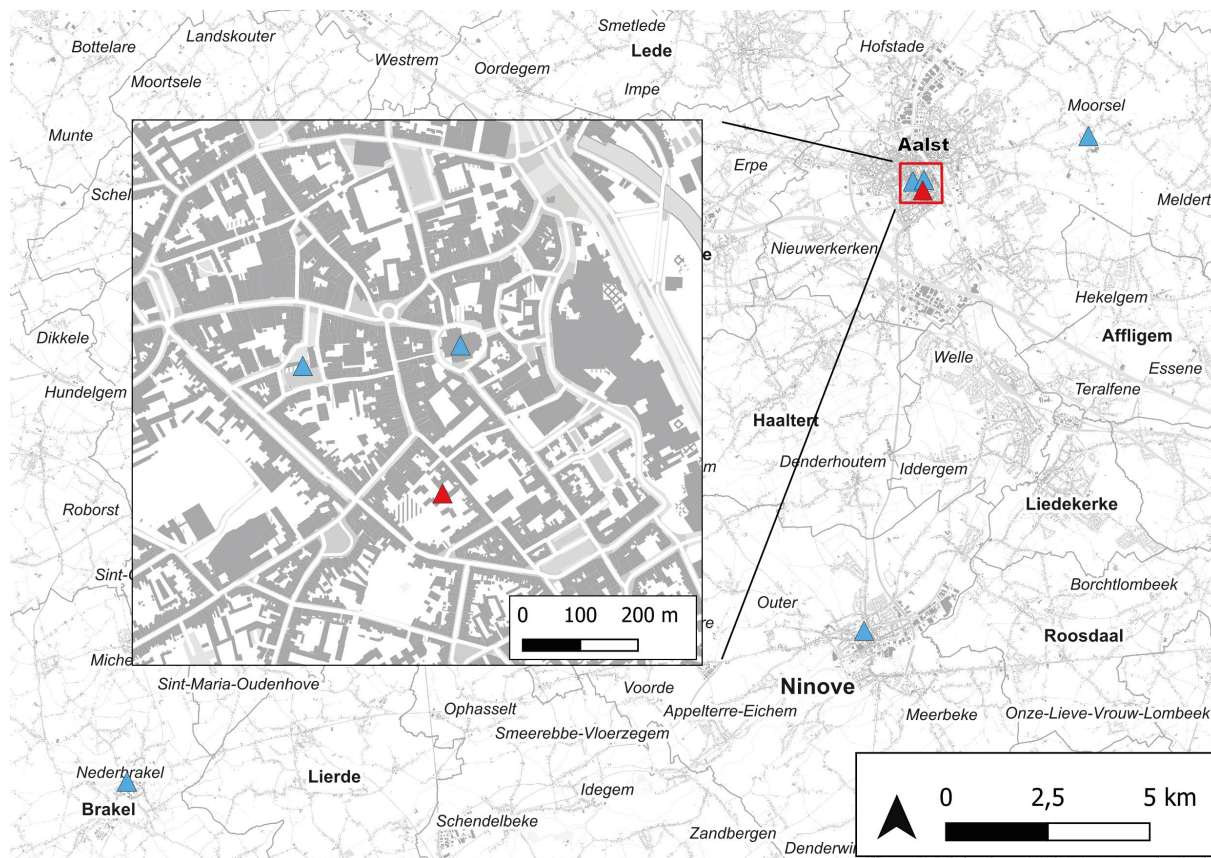 Smetlede
Landskouter
Bottelare
Hofstade
Lede
Westrem
Oordegem
Moortsele
Impe
Moorsel
Munte
Aalst
Erpe
Schel
Meldert
Nieuwerkerken
e
Hekelgem
Dikkele
Affligem
Welle
Essene
Hundelgem
Teralfene
Haaltert
Denderhoutem
m
Iddergem
Liedekerke
Roborst
Sint-G
Borchtlombeek
Outer
0 100 200 m
re
Roosdaal
Miche
Sint-Maria-Oudenhove
Voorde
Ninove
Ophasselt
Appelterre-Eichem
Meerbeke
Onze-Lieve-Vrouw-Lombeek
Smeerebbe-Vloerzegem
Nederbrakel
Lierde
Idegem
0 2,5 5 km
Brakel
Schendelbeke
Zandbergen
Denderwi